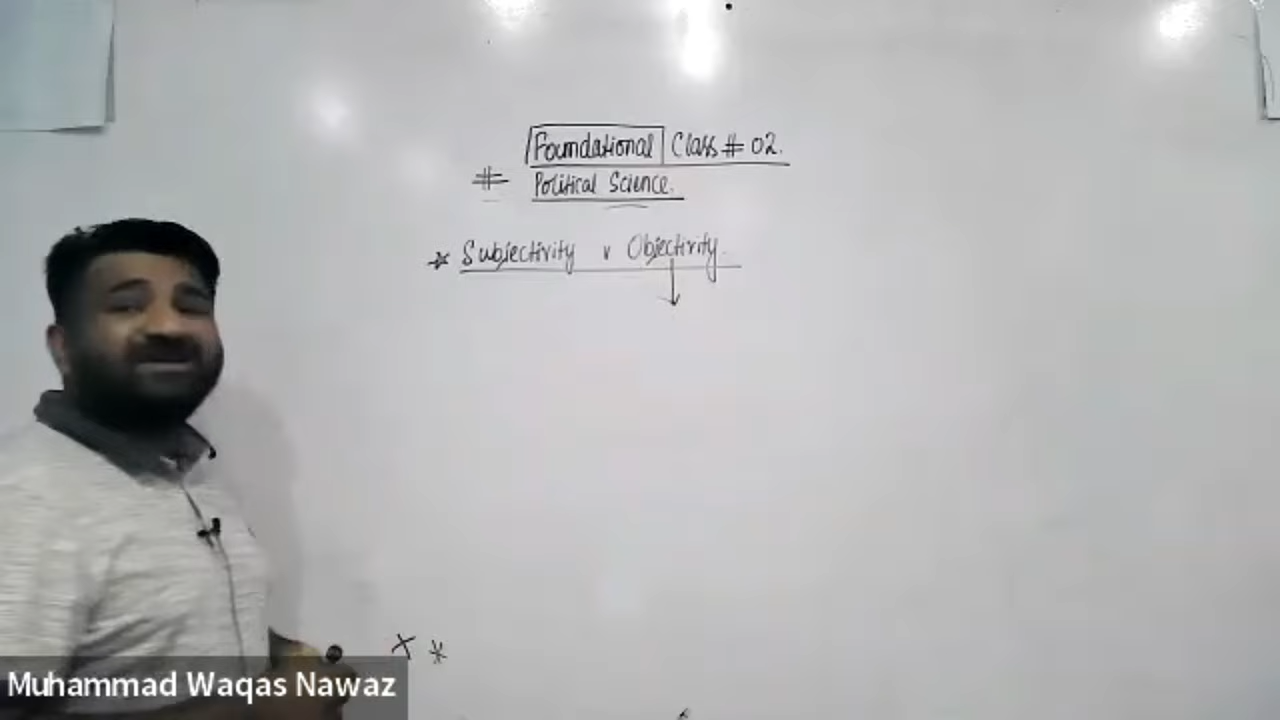 Foundational Class # 02.
# Political Science.
* Subjectivity v Objectivity.
x *
Muhammad Waqas Nawaz